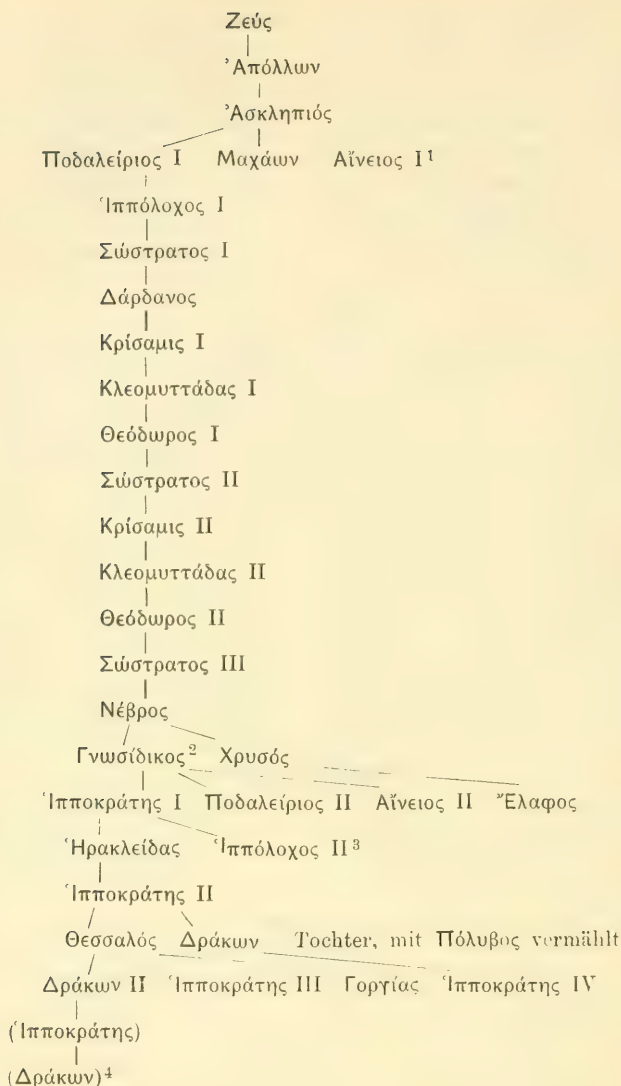 Ζεύς
Ἀπόλλων
Ἀσκληπιός
Ποδαλείριος I Μαχάων Αἴνειος I¹
Ἱππόλοχος I
Σώστρατος I
Δάρδανος
Κρίσαμις I
Κλεομυττάδας I
Θεόδωρος I
Σώστρατος II
Κρίσαμις II
Κλεομυττάδας II
Θεόδωρος II
Σώστρατος III
Νέβρος
Γνωσίδικος² Χρυσός
Ἱπποκράτης I Ποδαλείριος II Αἴνειος II Ἔλαφος
Ἡρακλείδας Ἱππόλοχος II³
Ἱπποκράτης II
Θεσσαλός Δράκων Tochter, mit Πόλυβος vermählt
Δράκων II Ἱπποκράτης III Γοργίας Ἱπποκράτης IV
(Ἱπποκράτης)
(Δράκων)⁴